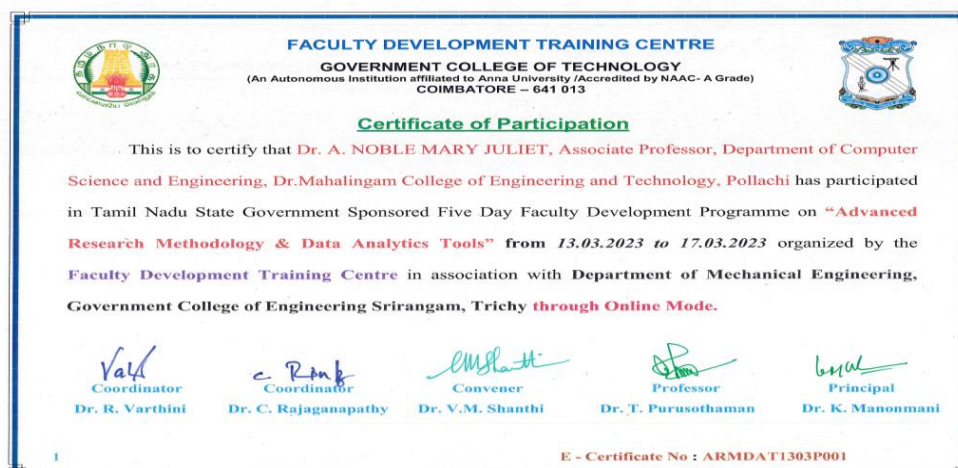 FACULTY DEVELOPMENT TRAINING CENTRE
GOVERNMENT COLLEGE OF TECHNOLOGY
(An Autonomous Institution affiliated to Anna University /Accredited by NAAC- A Grade)
COIMBATORE – 641 013
Certificate of Participation
This is to certify that Dr. A. NOBLE MARY JULIET, Associate Professor, Department of Computer
Science and Engineering, Dr.Mahalingam College of Engineering and Technology, Pollachi has participated
in Tamil Nadu State Government Sponsored Five Day Faculty Development Programme on “Advanced
Research Methodology & Data Analytics Tools” from 13.03.2023 to 17.03.2023 organized by the
Faculty Development Training Centre in association with Department of Mechanical Engineering,
Government College of Engineering Srirangam, Trichy through Online Mode.
Coordinator Coordinator Convener Professor Principal
Dr. R. Varthini Dr. C. Rajaganapathy Dr. V.M. Shanthi Dr. T. Purusothaman Dr. K. Manonmani
1 E - Certificate No : ARMDAT1303P001